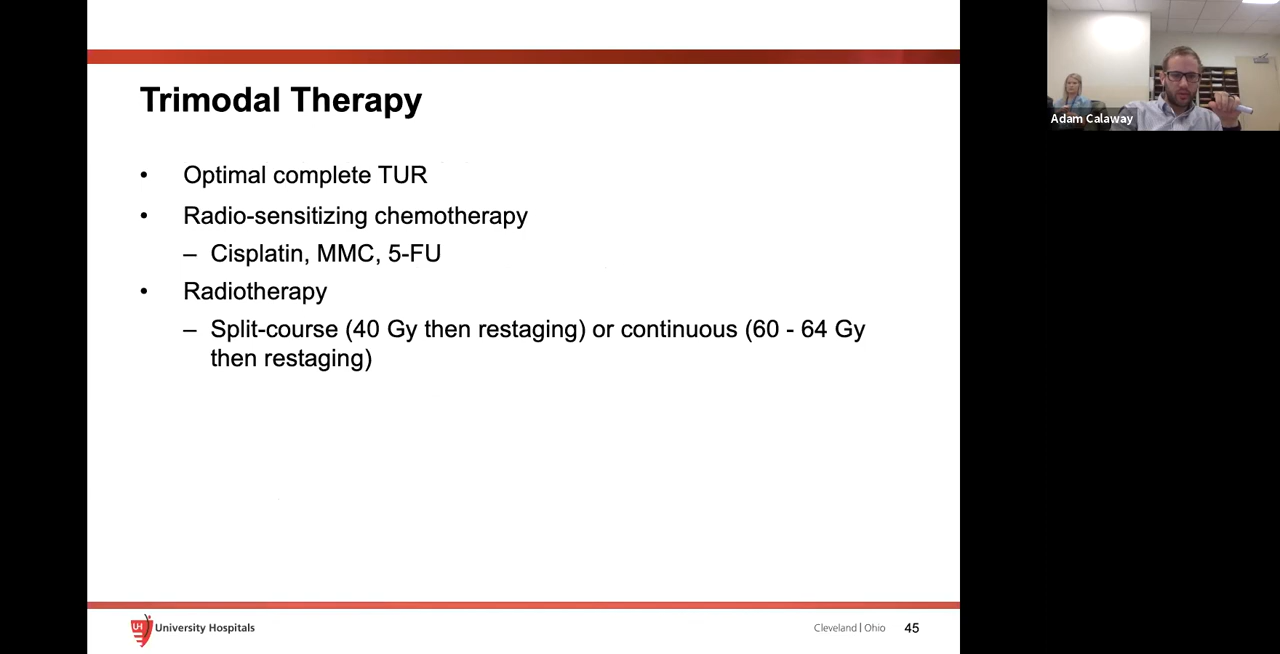 Trimodal Therapy
• Optimal complete TUR
• Radio-sensitizing chemotherapy
– Cisplatin, MMC, 5-FU
• Radiotherapy
– Split-course (40 Gy then restaging) or continuous (60 - 64 Gy
then restaging)
UH University Hospitals
Cleveland | Ohio 45
Adam Calaway